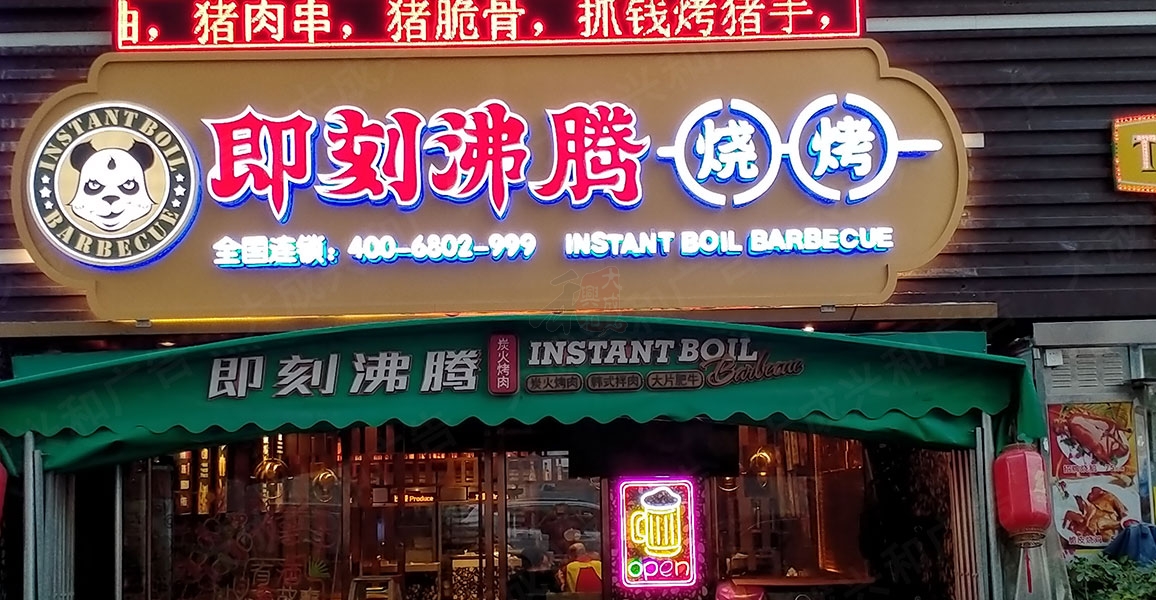 ，猪肉串，猪脆骨，抓钱烤猪手，
INSTANT BOIL
BARBECUE
即刻沸腾 烧烤
全国连锁：400-6802-999 INSTANT BOIL BARBECUE
即刻沸腾
炭火烤肉
INSTANT BOIL
Barbecue
炭火烤肉 韩式拌肉 大片肥牛
Produce
open